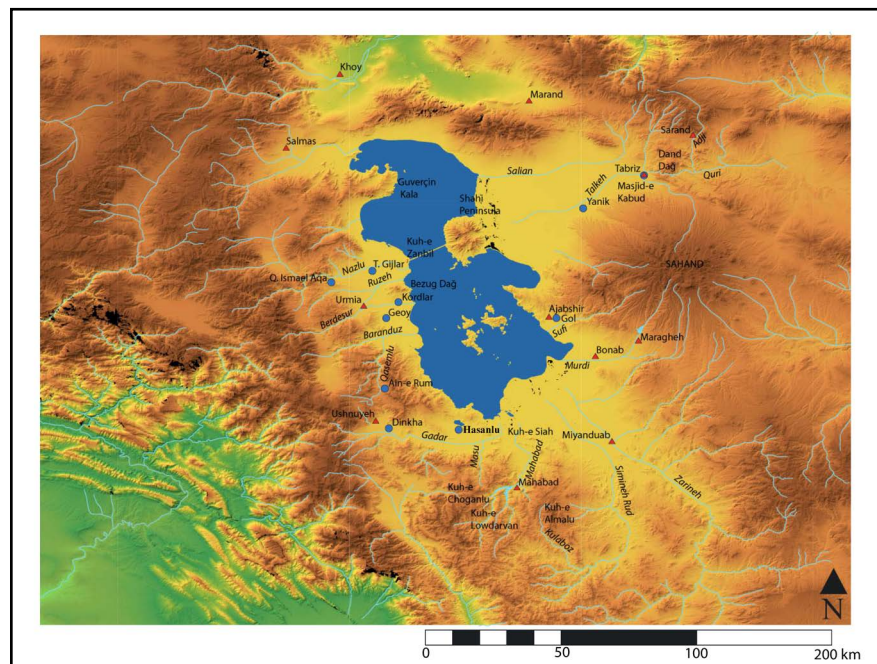 Khoy
Marand
Sarand
Adji
Salmas
Dand
Dağ
Salian
Tabriz
Quri
Guverçin
Kala
Talkeh
Masjid-e
Kabud
Shahi
Peninsula
Yanik
Kuh-e
Zanbil
SAHAND
Nazlu
T. Gijlar
Q. Ismael Aqa
Ruzeh
Bezug Dağ
Urmia
Kordlar
Berdesur
Geoy
Ajabshir
Gol
Baranduz
Sufi
Maragheh
Bonab
Murdi
Qasemlu
Ain-e Rum
Ushnuyeh
Dinkha
Hasanlu
Kuh-e Siah
Gadar
Miyanduab
Masu
Mahabad
Simineh Rud
Zarineh
Kuh-e
Choganlu
Mahabad
Kuh-e
Lowdarvan
Kuh-e
Almalu
Kulabaz
N
0 50 100 200 km